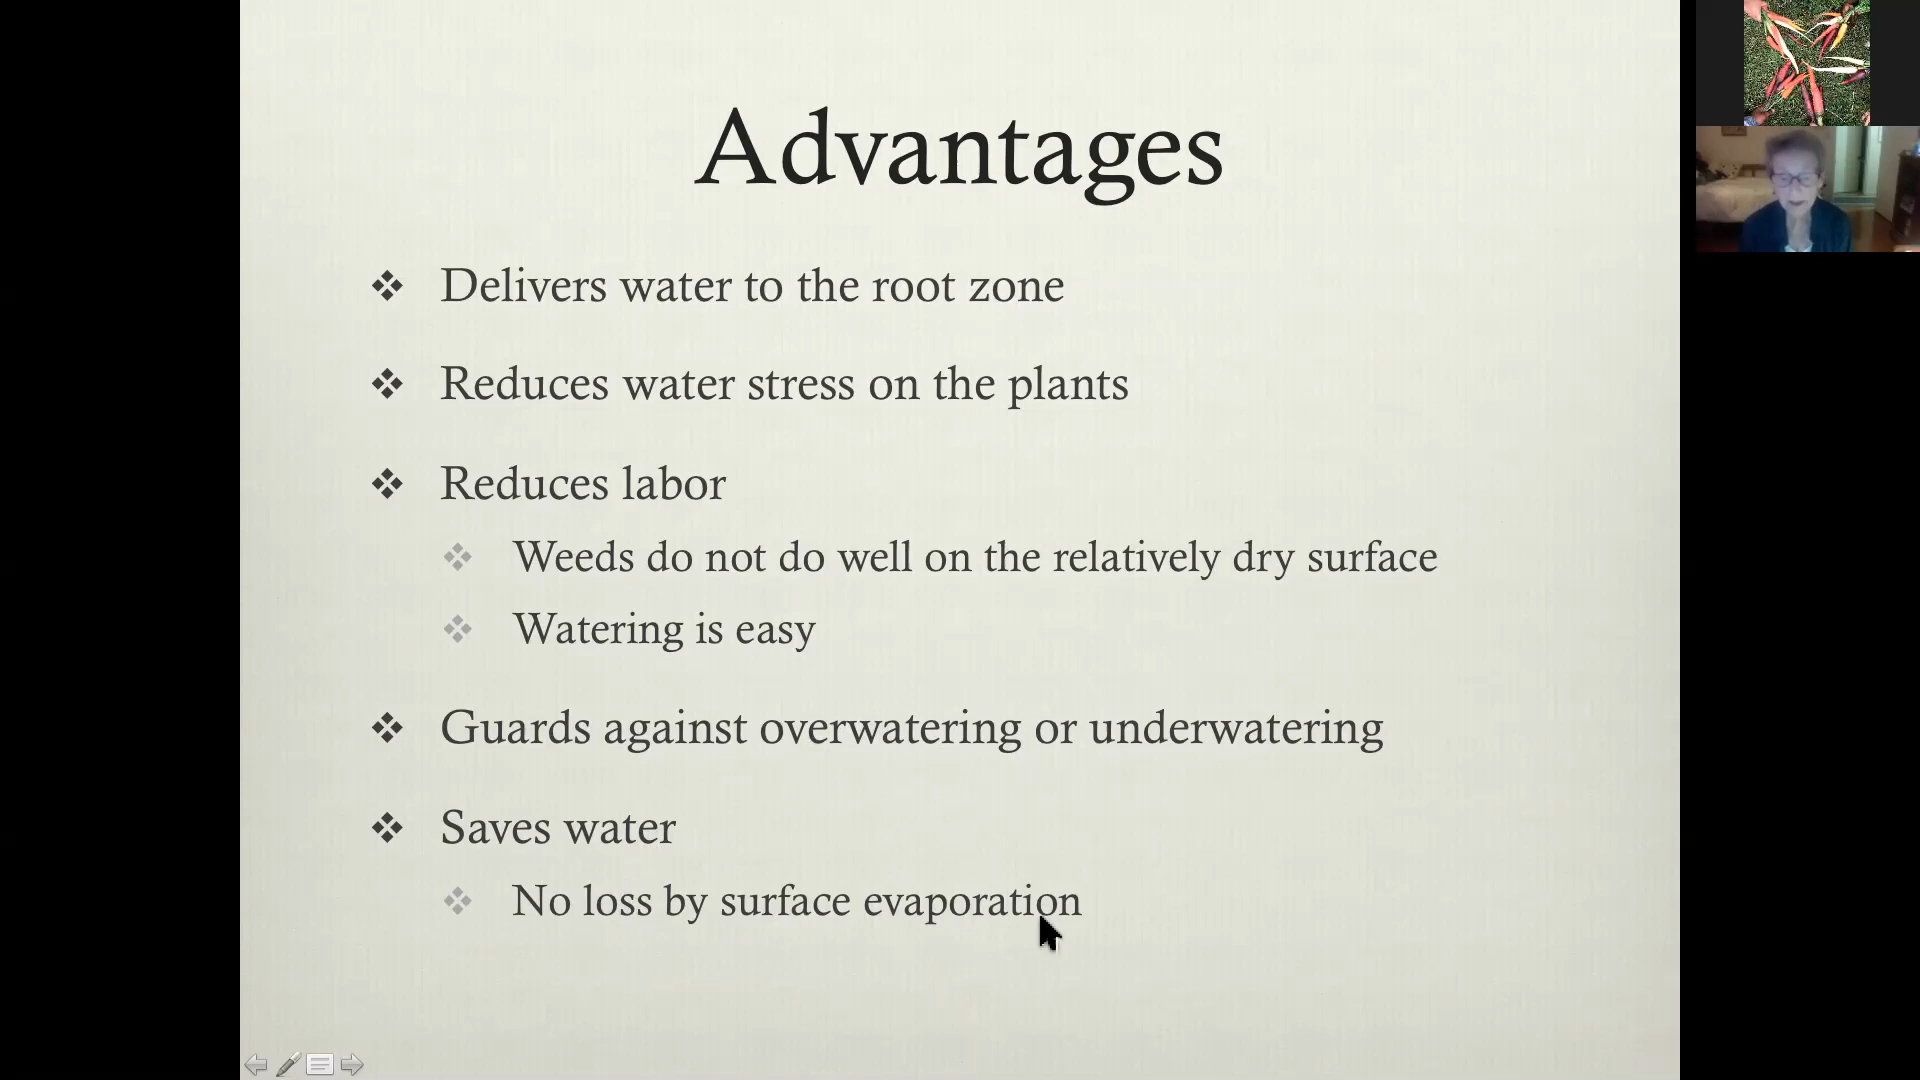 Advantages
Delivers water to the root zone
Reduces water stress on the plants
Reduces labor
Weeds do not do well on the relatively dry surface
Watering is easy
Guards against overwatering or underwatering
Saves water
No loss by surface evaporation